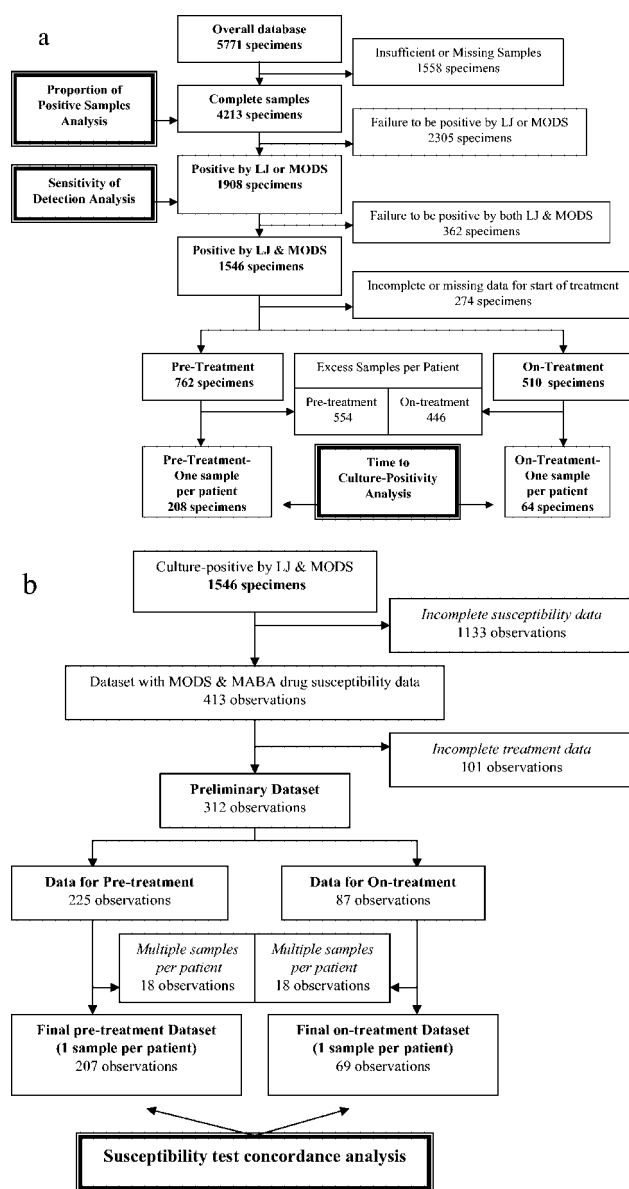 a
Overall database
5771 specimens
Insufficient or Missing Samples
1558 specimens
Proportion of
Positive Samples
Analysis
Complete samples
4213 specimens
Failure to be positive by LJ or MODS
2305 specimens
Sensitivity of
Detection Analysis
Positive by LJ or MODS
1908 specimens
Failure to be positive by both LJ & MODS
362 specimens
Positive by LJ & MODS
1546 specimens
Incomplete or missing data for start of treatment
274 specimens
Pre-Treatment
762 specimens
Excess Samples per Patient
Pre-treatment
554
On-treatment
446
On-Treatment
510 specimens
Pre-Treatment-
One sample
per patient
208 specimens
Time to
Culture-Positivity
Analysis
On-Treatment-
One sample
per patient
64 specimens
b
Culture-positive by LJ & MODS
1546 specimens
Incomplete susceptibility data
1133 observations
Dataset with MODS & MABA drug susceptibility data
413 observations
Incomplete treatment data
101 observations
Preliminary Dataset
312 observations
Data for Pre-treatment
225 observations
Data for On-treatment
87 observations
Multiple samples
per patient
18 observations
Multiple samples
per patient
18 observations
Final pre-treatment Dataset
(1 sample per patient)
207 observations
Final on-treatment Dataset
(1 sample per patient)
69 observations
Susceptibility test concordance analysis